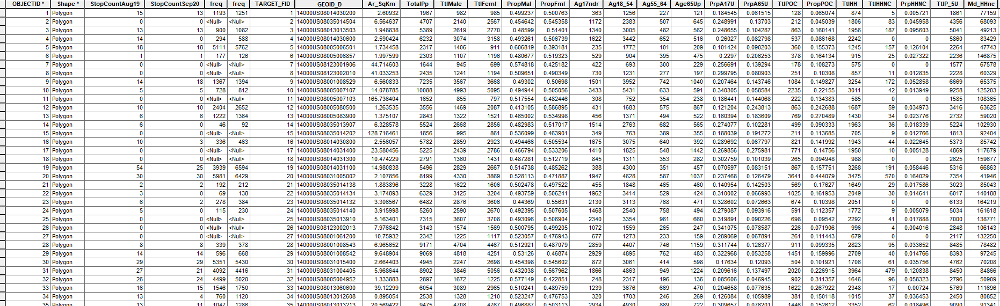 OBJECTID * Shape * StopCountAug19 StopCountSep20 freq freq TARGET_FID GEOID_D Ar_SqKm TotalPp TtlMale TtlFeml PropMal PropFml Ag17ndr Ag18_54 Ag55_64 Age65Up PrpA17U PrpA65U TtlPOC PropPOC TtlHH TtlHHNC PrpHHNC TtlP_5U Md_HHnc
1 Polygon 15 13 1193 1251 1 14000US08014030200 2.60932 1967 982 985 0.499237 0.500763 363 1256 227 121 0.184545 0.061515 128 0.065074 874 5 0.005721 1861 77159
2 Polygon 0 0 <Null> <Null> 2 14000US08035014504 6.564637 4707 2140 2567 0.454642 0.545358 1172 2383 507 645 0.248991 0.13703 212 0.045039 1806 83 0.045958 4356 68093
3 Polygon 13 13 900 1082 3 14000US08013013503 1.948838 5389 2619 2770 0.48599 0.51401 1340 3005 482 562 0.248655 0.104287 863 0.160141 1956 187 0.095603 5041 49213
4 Polygon 14 0 294 588 4 14000US08014030600 2.590424 6232 3074 3158 0.493261 0.506739 1622 3442 652 516 0.26027 0.082798 537 0.086168 2242 0 0 5860 83429
5 Polygon 18 18 5111 5762 5 14000US08005006501 1.734458 2317 1406 911 0.606819 0.393181 235 1772 101 209 0.101424 0.090203 360 0.155373 1245 157 0.126104 2264 47743
6 Polygon 1 1 177 126 6 14000US08005006857 1.997599 2303 1107 1196 0.480677 0.519323 529 904 395 475 0.2297 0.206253 378 0.164134 915 25 0.027322 2236 146875
7 Polygon 0 0 <Null> <Null> 7 14000US08123001906 44.714603 1644 945 699 0.574818 0.425182 422 693 300 229 0.256691 0.139294 178 0.108273 575 0 0 1577 67578
8 Polygon 0 0 <Null> <Null> 8 14000US08123002010 41.033253 2435 1241 1194 0.509651 0.490349 730 1231 277 197 0.299795 0.080903 251 0.10308 857 11 0.012835 2228 60329
9 Polygon 14 18 1367 1394 9 14000US08001008529 6.560833 7235 3567 3668 0.49302 0.50698 1501 3952 742 1040 0.207464 0.143746 1084 0.149827 3254 172 0.052858 6669 65375
10 Polygon 5 5 728 812 10 14000US08005007107 14.078785 10088 4993 5095 0.494944 0.505056 3433 5431 633 591 0.340305 0.058584 2235 0.22155 3011 42 0.013949 9258 125203
11 Polygon 0 0 <Null> <Null> 11 14000US08005007103 165.736404 1652 855 797 0.517554 0.482446 308 752 354 238 0.186441 0.144068 222 0.134383 585 0 0 1585 108365
12 Polygon 10 10 2404 2652 12 14000US08005080500 1.263535 3556 1469 2087 0.413105 0.586895 431 1683 575 867 0.121204 0.243813 863 0.242688 1687 59 0.034973 3416 63625
13 Polygon 6 6 1222 1364 13 14000US08005083900 1.375107 2843 1322 1521 0.465002 0.534998 456 1371 494 522 0.160394 0.183609 769 0.270489 1430 34 0.023776 2732 59020
14 Polygon 6 0 46 92 14 14000US08035013907 6.328578 5524 2668 2856 0.482983 0.517017 1514 2763 682 565 0.274077 0.102281 499 0.090333 1963 36 0.018339 5224 102930
15 Polygon 0 0 <Null> <Null> 15 14000US08035014202 128.716461 1856 995 861 0.536099 0.463901 349 763 389 355 0.188039 0.191272 211 0.113685 705 9 0.012766 1813 92404
16 Polygon 10 3 336 463 16 14000US08014030800 2.556057 5782 2859 2923 0.494466 0.505534 1675 3075 640 392 0.289692 0.067797 821 0.141992 1943 44 0.022645 5373 85742
17 Polygon 0 0 <Null> <Null> 17 14000US08014031400 23.580456 5225 2439 2786 0.466794 0.533206 1410 1825 548 1442 0.269856 0.275981 771 0.14756 1950 10 0.005128 4869 117679
18 Polygon 0 0 <Null> <Null> 18 14000US08014031300 10.474229 2791 1360 1431 0.487281 0.512719 845 1311 353 282 0.302759 0.101039 265 0.094948 988 0 0 2625 159677
19 Polygon 54 25 3939 6594 19 14000US08014031100 14.980838 5496 2829 2667 0.514738 0.485262 388 4300 351 457 0.070597 0.083151 867 0.157751 3268 191 0.058446 5316 66863
20 Polygon 30 30 5981 6429 20 14000US08031005002 2.107856 8199 4330 3869 0.528113 0.471887 1947 4628 587 1037 0.237468 0.126479 3641 0.444079 3475 570 0.164029 7354 41946
21 Polygon 2 2 192 212 21 14000US08035014138 1.883896 3228 1622 1606 0.502478 0.497522 455 1848 465 460 0.140954 0.142503 569 0.17627 1649 29 0.017586 3023 85043
22 Polygon 3 0 69 138 22 14000US08035014134 3.174893 6329 3125 3204 0.493759 0.506241 1962 3414 529 424 0.310002 0.066993 1025 0.161953 2049 30 0.014641 6017 140188
23 Polygon 6 2 278 384 23 14000US08035014132 3.306567 6482 2876 3606 0.44369 0.55631 2130 3113 768 471 0.328602 0.072663 674 0.10398 2051 0 0 6133 164219
24 Polygon 5 0 115 230 24 14000US08035014140 3.915998 5260 2590 2670 0.492395 0.507605 1468 2540 758 494 0.279087 0.093916 591 0.112357 1772 9 0.005079 5034 161618
25 Polygon 0 0 <Null> <Null> 25 14000US08035013910 5.163401 7315 3607 3708 0.493096 0.506904 2340 3354 961 660 0.319891 0.090226 698 0.09542 2292 41 0.017888 7000 138771
26 Polygon 0 0 <Null> <Null> 26 14000US08123002013 7.976842 3143 1574 1569 0.500795 0.499205 1072 1559 265 247 0.341075 0.078587 226 0.071906 996 4 0.004016 2848 106143
27 Polygon 0 0 <Null> <Null> 27 14000US08001061200 10.75932 2342 1225 1117 0.523057 0.476943 677 1273 233 159 0.289069 0.067891 261 0.111443 679 0 0 2117 132250
28 Polygon 8 8 339 378 28 14000US08001008543 6.965652 9171 4704 4467 0.512921 0.487079 2859 4407 746 1159 0.311744 0.126377 911 0.099335 2823 95 0.033652 8485 78482
29 Polygon 14 14 596 668 29 14000US08001008542 9.648904 9069 4818 4251 0.53126 0.46874 2929 4895 762 483 0.322968 0.053258 1451 0.159996 2709 40 0.014766 8393 97245
30 Polygon 29 29 5351 5430 30 14000US08031015400 2.664403 4945 2247 2698 0.454398 0.545602 872 3061 414 598 0.17634 0.12093 504 0.101921 1706 61 0.035756 4762 70208
31 Polygon 27 21 4092 4416 31 14000US08031004405 5.968644 8902 3846 5056 0.432038 0.567962 1866 4863 949 1224 0.209616 0.137497 2020 0.226915 3964 479 0.120838 8450 84866
32 Polygon 26 24 4499 5020 32 14000US08005004952 1.333883 2897 1672 1225 0.577149 0.422851 248 2317 196 136 0.085606 0.046945 902 0.311357 1646 96 0.058323 2796 50909
33 Polygon 16 15 1546 1750 33 14000US08013060600 39.12299 6054 3089 2965 0.510241 0.489759 1239 3676 669 470 0.204658 0.077635 1622 0.267922 2348 17 0.00724 5769 111696
34 Polygon 13 4 760 1120 34 14000US08013012608 0.895054 2538 1328 1210 0.523247 0.476753 320 1703 246 269 0.126084 0.105989 381 0.150118 1015 37 0.036453 2450 80852
35 Polygon 13 11 1047 1286 35 14000US08013013213 20.569422 9475 4708 4767 0.496887 0.503113 2934 4930 889 722 0.309657 0.076201 1446 0.152612 3352 62 0.018496 9090 91341